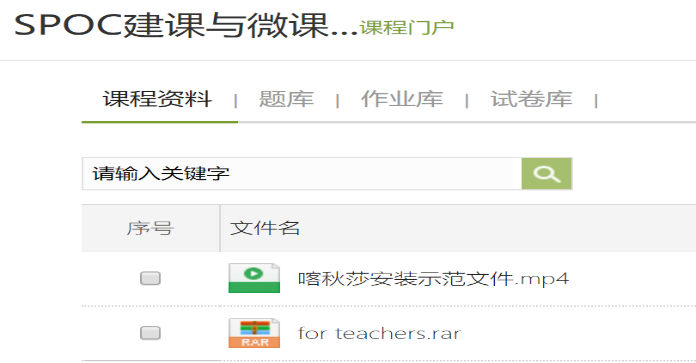 SPOC建课与微课...课程门户
课程资料 | 题库 | 作业库 | 试卷库 |
请输入关键字
序号 文件名
喀秋莎安装示范文件.mp4
RAR for teachers.rar